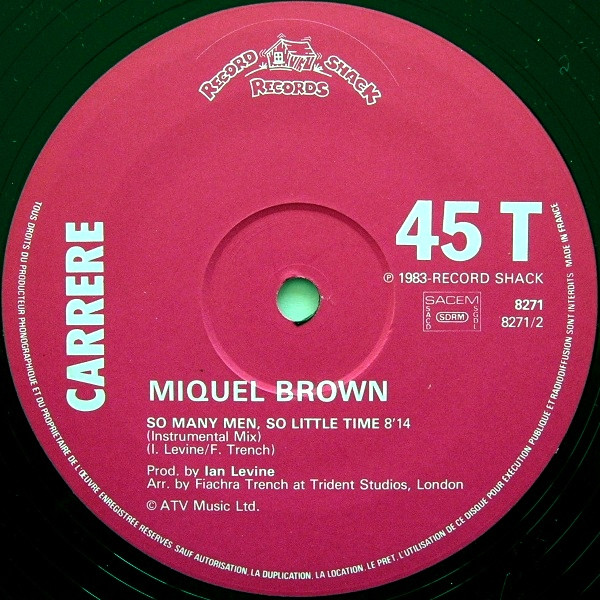 RECORD SHACK
RECORDS
CARRERE
45 T
℗ 1983-RECORD SHACK
SACEM
SACD
SDRM
SGDL
8271
8271/2
MIQUEL BROWN
SO MANY MEN, SO LITTLE TIME 8'14
(Instrumental Mix)
(I. Levine/F. Trench)
Prod. by Ian Levine
Arr. by Fiachra Trench at Trident Studios, London
© ATV Music Ltd.
TOUS DROITS DU PRODUCTEUR PHONOGRAPHIQUE ET DU PROPRIETAIRE DE L'ŒUVRE ENREGISTREE RESERVES SAUF AUTORISATION, LA DUPLICATION, LA LOCATION, LE PRET, L'UTILISATION DE CE DISQUE POUR EXECUTION PUBLIQUE ET RADIODIFFUSION SONT INTERDITS MADE IN FRANCE